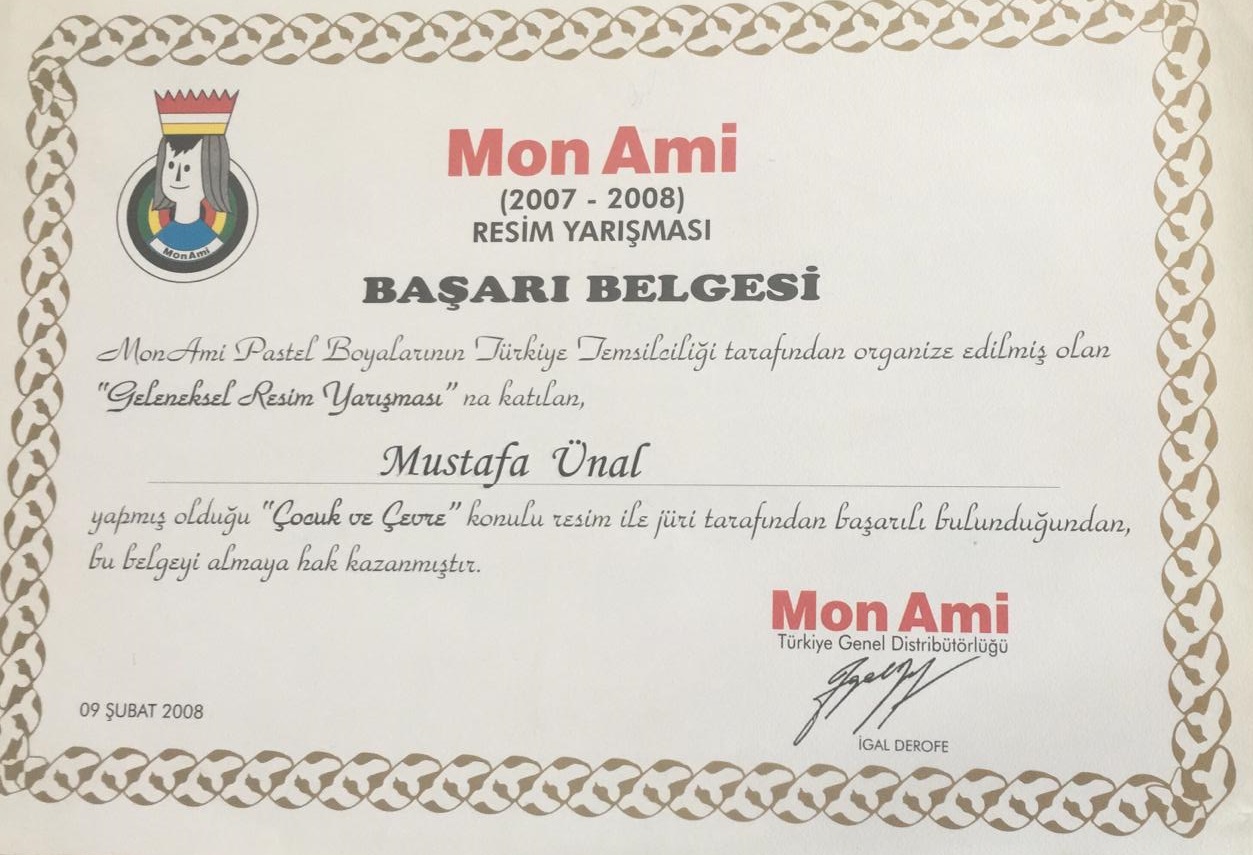 MonAmi
Mon Ami
(2007 - 2008)
RESİM YARIŞMASI
BAŞARI BELGESİ
MonAmi Pastel Boyalarının Türkiye Temsilciliği tarafından organize edilmiş olan
"Geleneksel Resim Yarışması" na katılan,
Mustafa Ünal
yapmış olduğu "Çocuk ve Çevre" konulu resim ile jüri tarafından başarılı bulunduğundan,
bu belgeyi almaya hak kazanmıştır.
Mon Ami
Türkiye Genel Distribütörlüğü
09 ŞUBAT 2008
İGAL DEROFE